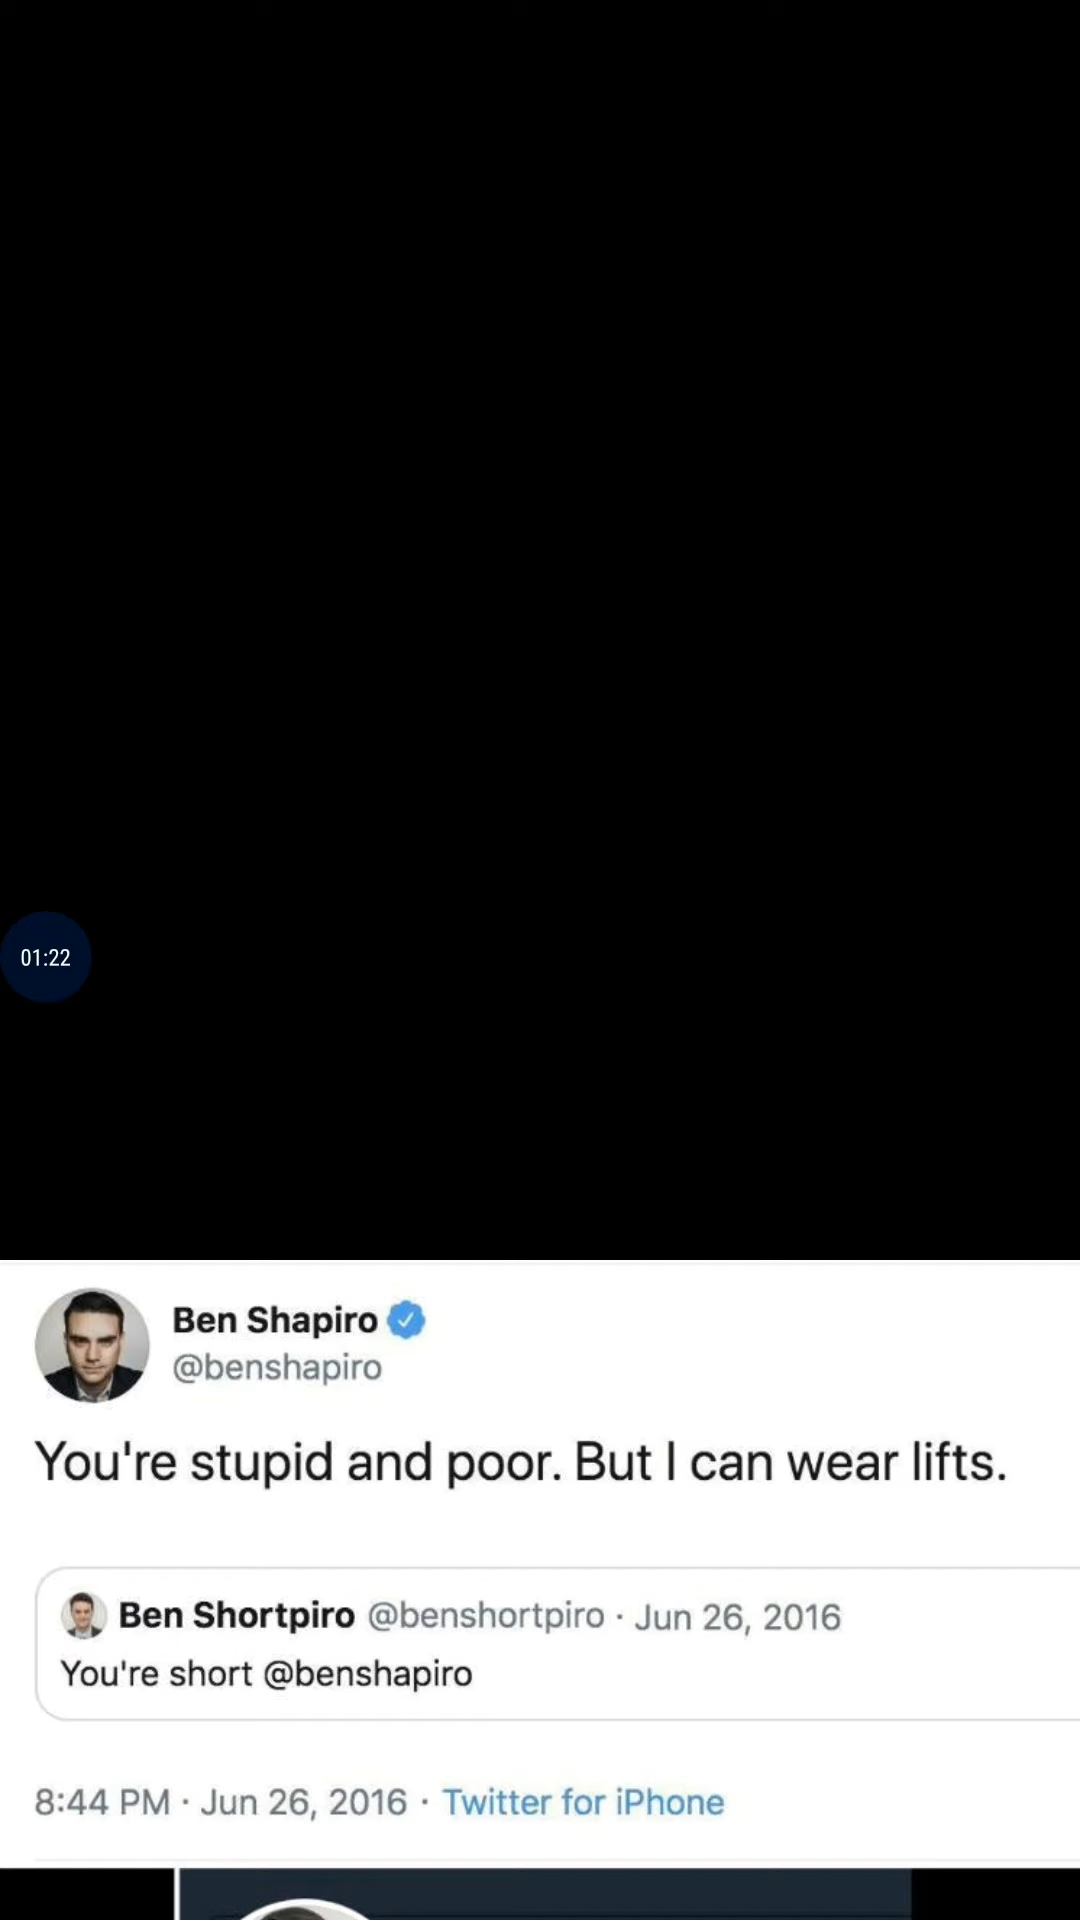 01:22
Ben Shapiro
@benshapiro
You're stupid and poor. But I can wear lifts.
Ben Shortpiro @benshortpiro · Jun 26, 2016
You're short @benshapiro
8:44 PM · Jun 26, 2016 · Twitter for iPhone